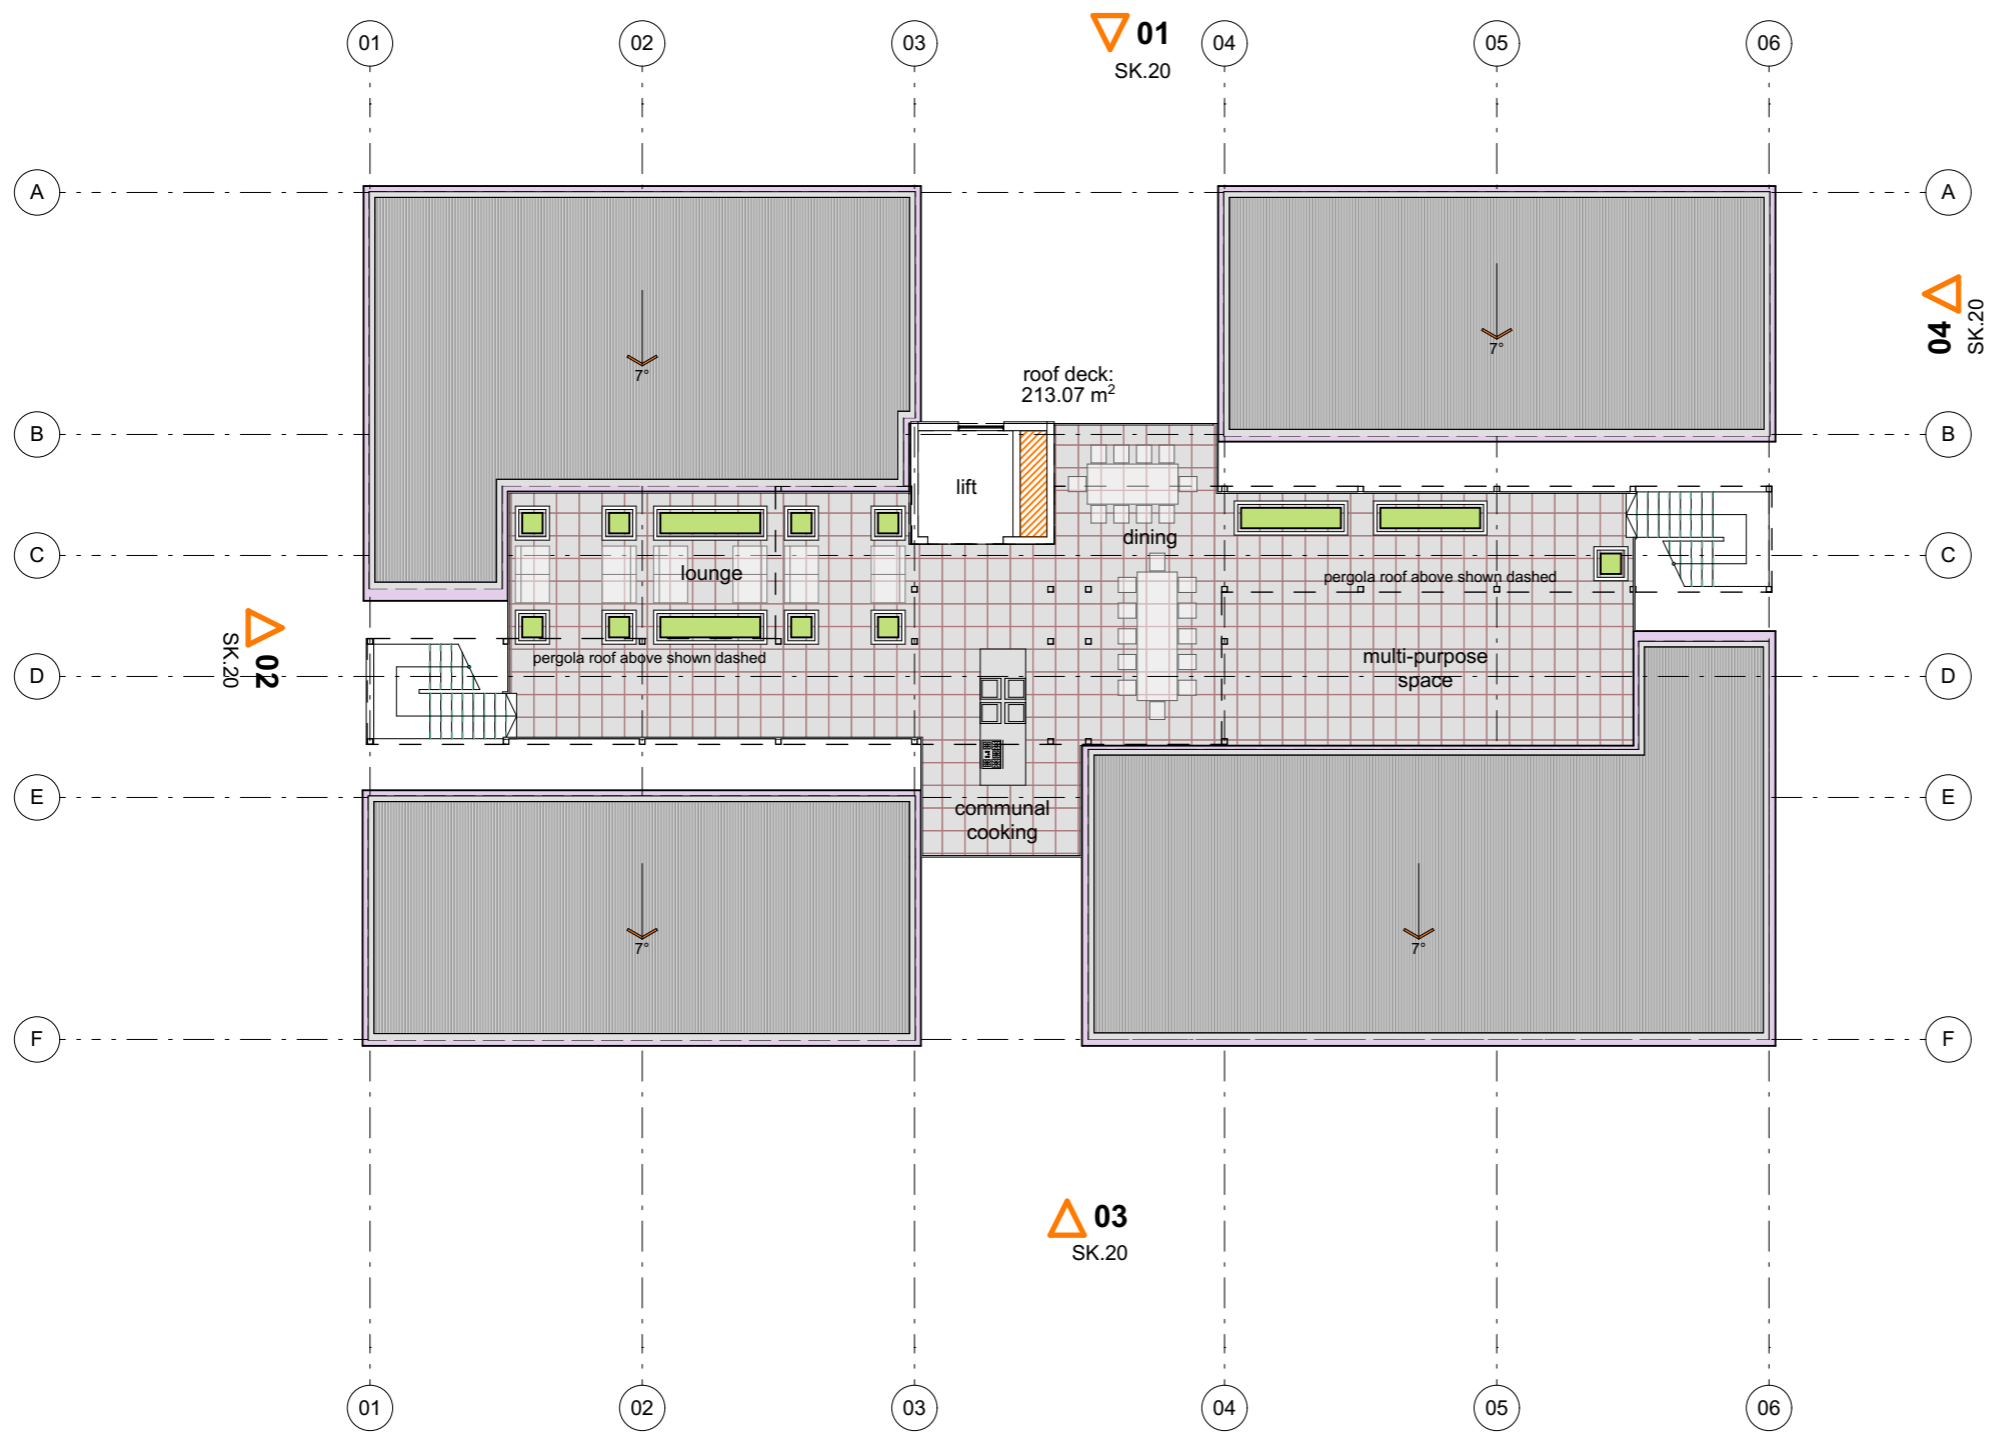 01
02
03
01
SK.20
04
05
06
A
A
04
SK.20
7°
7°
roof deck:
213.07 m²
B
B
lift
dining
C
C
lounge
pergola roof above shown dashed
02
SK.20
pergola roof above shown dashed
multi-purpose
space
D
D
E
E
communal
cooking
7°
7°
F
F
03
SK.20
01
02
03
04
05
06